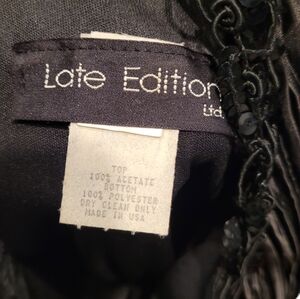 Late Edition
Ltd.
TOP
100% ACETATE
BOTTOM
100% POLYESTER
DRY CLEAN ONLY
MADE IN USA